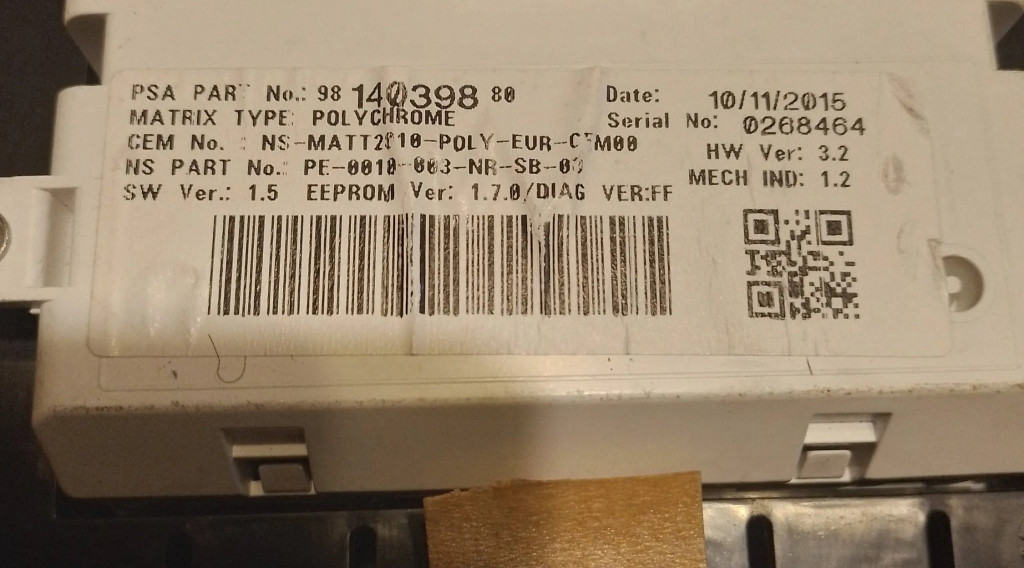 PSA PART No.: 98 140398 80
Date: 10/11/2015
MATRIX TYPE: POLYCHROME
Serial No: 0268464
CEM No. : NS-MATT2010-POLY-EUR-CEM00
HW Ver: 3.2
NS PART No.: PE-0010-003-NR-SB-00
MECH IND: 1.2
SW Ver.: 1.5 EEPROM Ver: 1.7.0/DIAG VER:FF